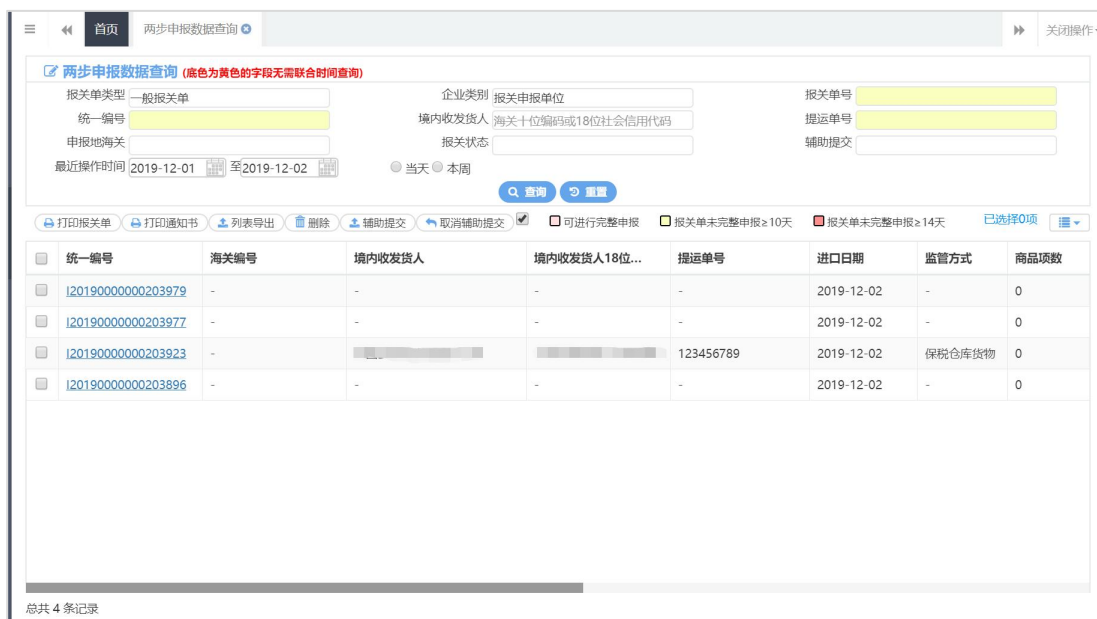 首页 两步申报数据查询 关闭操作
两步申报数据查询 (底色为黄色的字段无需联合时间查询)
报关单类型 一般报关单 企业类别 报关申报单位 报关单号
统一编号 境内收发货人 海关十位编码或18位社会信用代码 提运单号
申报地海关 报关状态 辅助提交
最近操作时间 2019-12-01 至 2019-12-02 当天 本周
查询 重置
打印报关单 打印通知书 列表导出 删除 辅助提交 取消辅助提交 可进行完整申报 报关单未完整申报≥10天 报关单未完整申报≥14天 已选择0项
统一编号 海关编号 境内收发货人 境内收发货人18位... 提运单号 进口日期 监管方式 商品项数
I20190000000203979 - - - - 2019-12-02 - 0
I20190000000203977 - - - - 2019-12-02 - 0
I20190000000203923 - 123456789 2019-12-02 保税仓库货物 0
I20190000000203896 - - - - 2019-12-02 - 0
总共 4 条记录